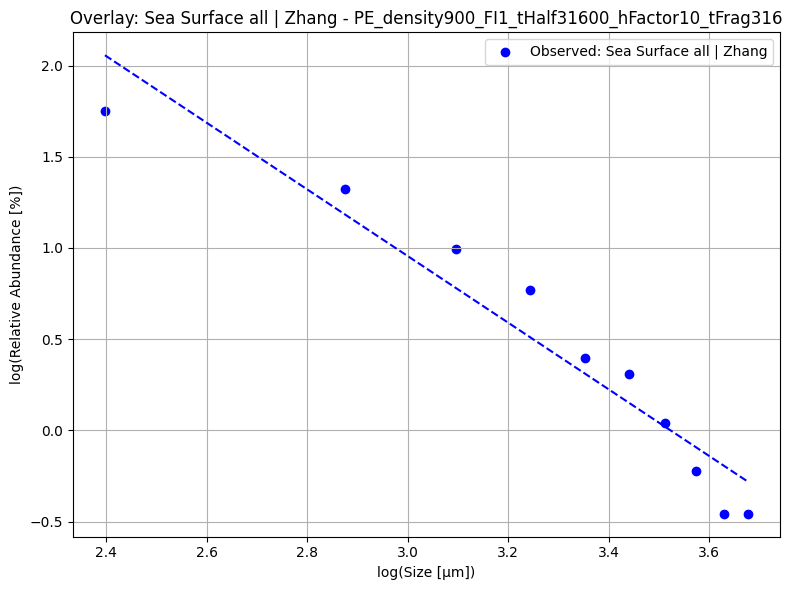 Overlay: Sea Surface all | Zhang - PE_density900_FI1_tHalf31600_hFactor10_tFrag316
Observed: Sea Surface all | Zhang
log(Relative Abundance [%])
2.0
1.5
1.0
0.5
0.0
−0.5
2.4 2.6 2.8 3.0 3.2 3.4 3.6
log(Size [μm])